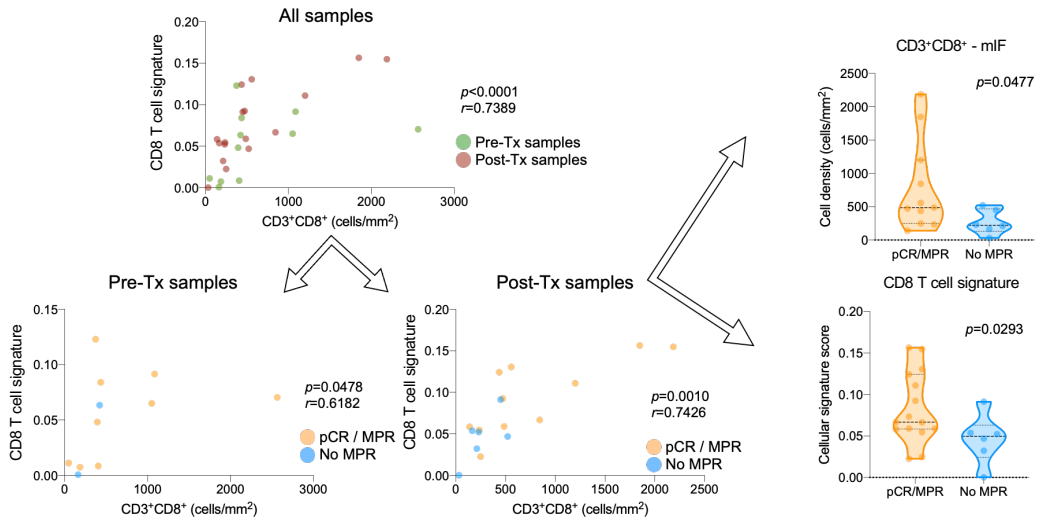 All samples
CD8 T cell signature
0.20
0.15
0.10
0.05
0.00
0
1000
2000
3000
CD3⁺CD8⁺ (cells/mm²)
p<0.0001
r=0.7389
Pre-Tx samples
Post-Tx samples
Pre-Tx samples
CD8 T cell signature
0.15
0.10
0.05
0.00
0
1000
2000
3000
CD3⁺CD8⁺ (cells/mm²)
p=0.0478
r=0.6182
pCR / MPR
No MPR
Post-Tx samples
CD8 T cell signature
0.20
0.15
0.10
0.05
0.00
0
500
1000
1500
2000
2500
CD3⁺CD8⁺ (cells/mm²)
p=0.0010
r=0.7426
pCR / MPR
No MPR
CD3⁺CD8⁺ - mIF
Cell density (cells/mm²)
2500
2000
1500
1000
500
0
p=0.0477
pCR/MPR
No MPR
CD8 T cell signature
Cellular signature score
0.20
0.15
0.10
0.05
0.00
p=0.0293
pCR/MPR
No MPR